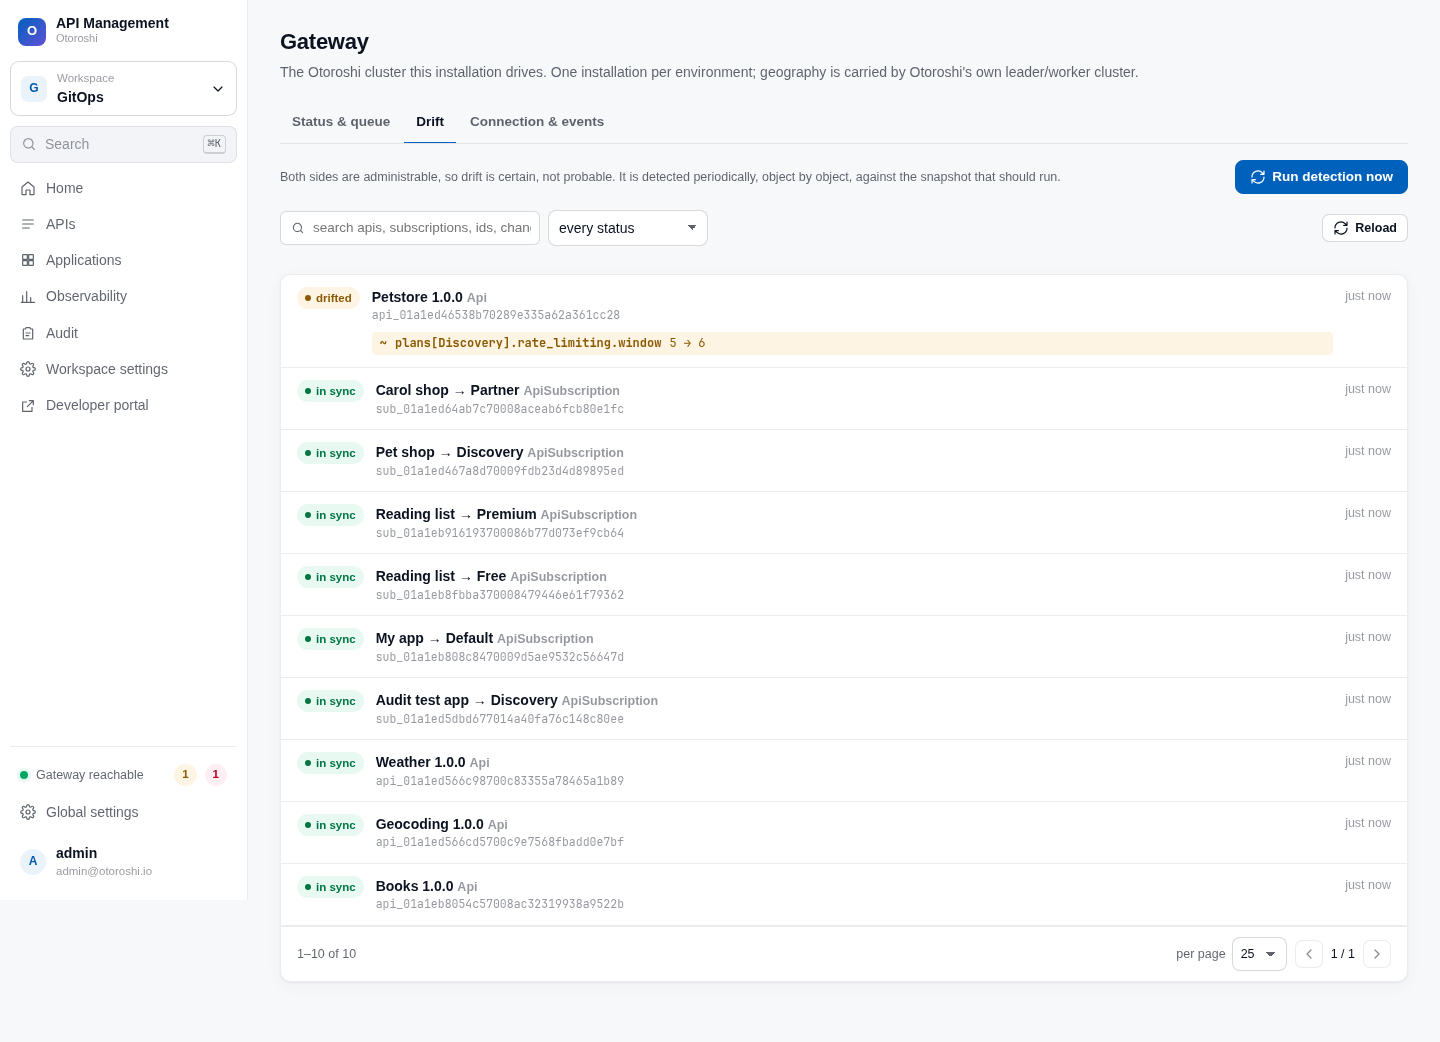 O
API Management
Otoroshi
G
Workspace
GitOps
Search
⌘K
Home
APIs
Applications
Observability
Audit
Workspace settings
Developer portal
Gateway reachable 1 1
Global settings
A
admin
admin@otoroshi.io
Gateway
The Otoroshi cluster this installation drives. One installation per environment; geography is carried by Otoroshi's own leader/worker cluster.
Status & queue Drift Connection & events
Both sides are administrable, so drift is certain, not probable. It is detected periodically, object by object, against the snapshot that should run.
Run detection now
search apis, subscriptions, ids, chan
every status
Reload
drifted Petstore 1.0.0 Api just now
api_01a1ed46538b70289e335a62a361cc28
~ plans[Discovery].rate_limiting.window 5 → 6
in sync Carol shop → Partner ApiSubscription just now
sub_01a1ed64ab7c70008aceab6fcb80e1fc
in sync Pet shop → Discovery ApiSubscription just now
sub_01a1ed467a8d70009fdb23d4d89895ed
in sync Reading list → Premium ApiSubscription just now
sub_01a1eb916193700086b77d073ef9cb64
in sync Reading list → Free ApiSubscription just now
sub_01a1eb8fbba370008479446e61f79362
in sync My app → Default ApiSubscription just now
sub_01a1eb808c8470009d5ae9532c56647d
in sync Audit test app → Discovery ApiSubscription just now
sub_01a1ed5dbd677014a40fa76c148c80ee
in sync Weather 1.0.0 Api just now
api_01a1ed566c98700c83355a78465a1b89
in sync Geocoding 1.0.0 Api just now
api_01a1ed566cd5700c9e7568fbadd0e7bf
in sync Books 1.0.0 Api just now
api_01a1eb8054c57008ac32319938a9522b
1–10 of 10
per page 25 1 / 1